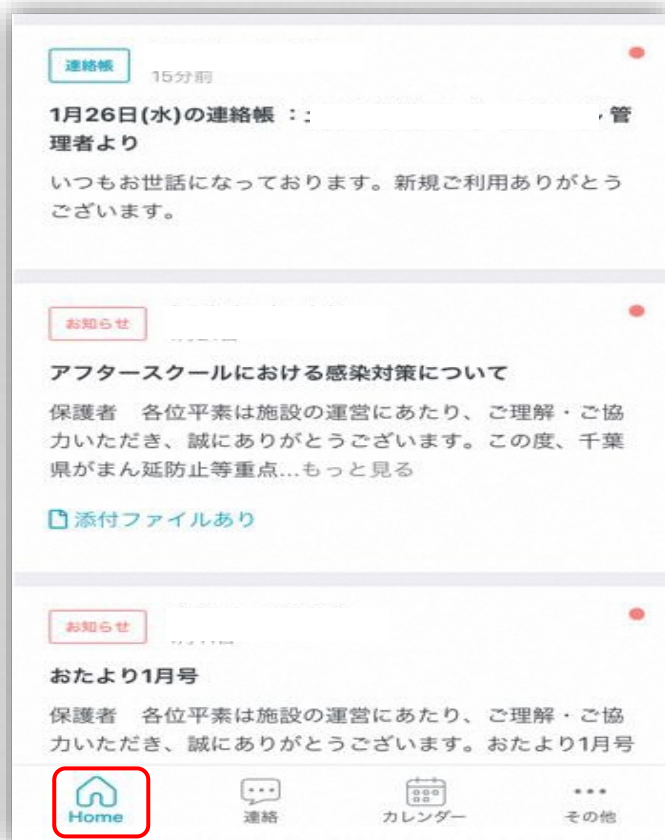 連絡帳
15分前
1月26日(水)の連絡帳 :
管
理者より
いつもお世話になっております。新規ご利用ありがとう
ございます。
お知らせ
アフタースクールにおける感染対策について
保護者 各位平素は施設の運営にあたり、ご理解・ご協
力いただき、誠にありがとうございます。この度、千葉
県がまん延防止等重点...もっと見る
添付ファイルあり
お知らせ
おたより1月号
保護者 各位平素は施設の運営にあたり、ご理解・ご協
力いただき、誠にありがとうございます。おたより1月号
Home
連絡
カレンダー
その他